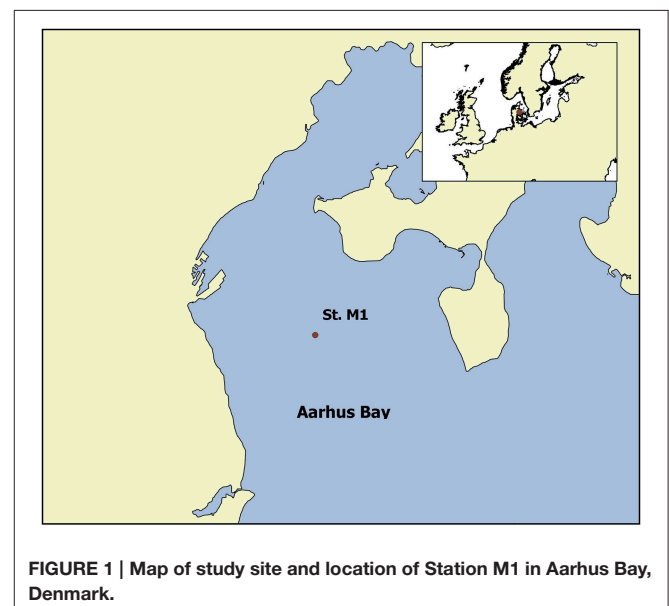 St. M1
Aarhus Bay
FIGURE 1 | Map of study site and location of Station M1 in Aarhus Bay,
Denmark.